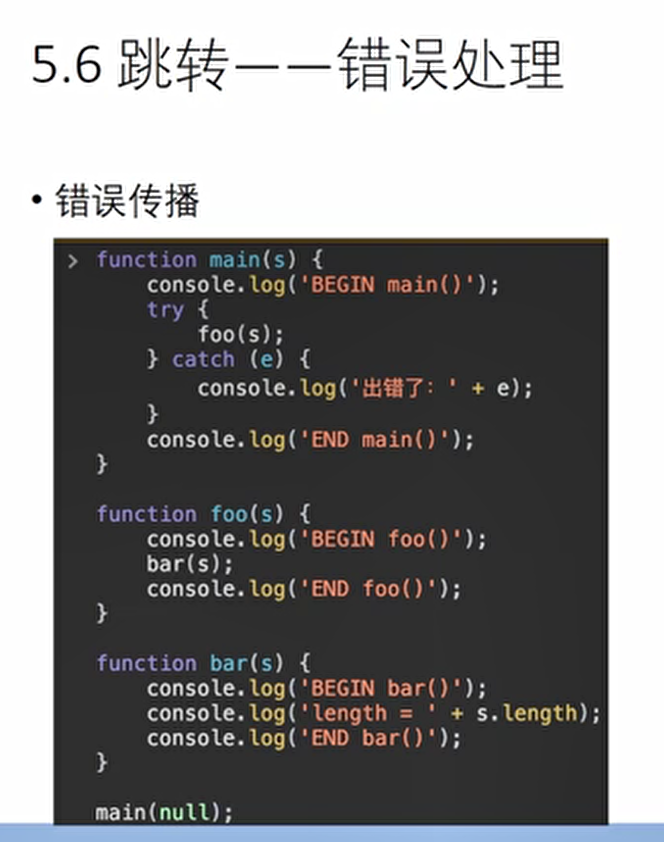 5.6 跳转——错误处理
• 错误传播
> function main(s) {
console.log('BEGIN main()');
try {
foo(s);
} catch (e) {
console.log('出错了：' + e);
}
console.log('END main()');
}
function foo(s) {
console.log('BEGIN foo()');
bar(s);
console.log('END foo()');
}
function bar(s) {
console.log('BEGIN bar()');
console.log('length = ' + s.length);
console.log('END bar()');
}
main(null);